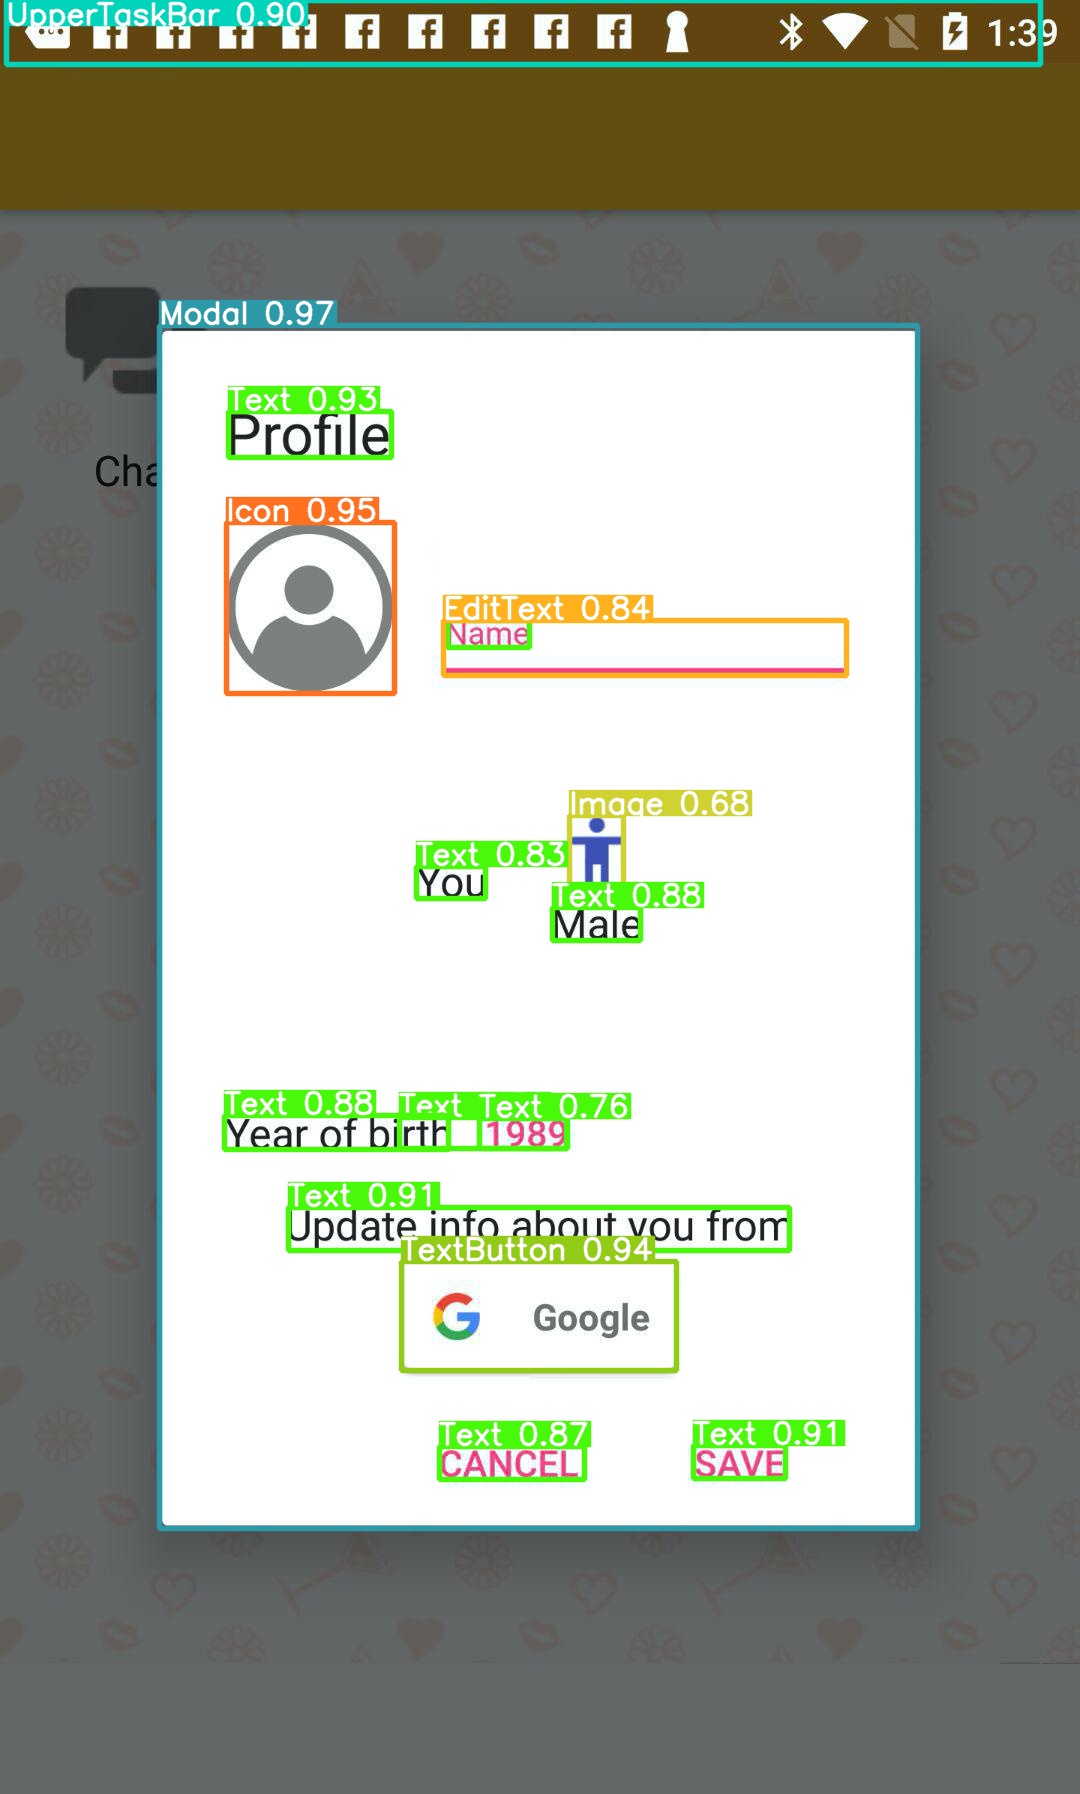 UpperTaskBar 0.90
1:39
Modal 0.97
Text 0.93
Profile
Cha
Icon 0.95
EditText 0.84
Name
Image 0.68
Text 0.83
You
Text 0.88
Male
Text 0.88 Text Text 0.76
Year of birth 1989
Text 0.91
Update info about you from
TextButton 0.94
Google
Text 0.87 Text 0.91
CANCEL SAVE